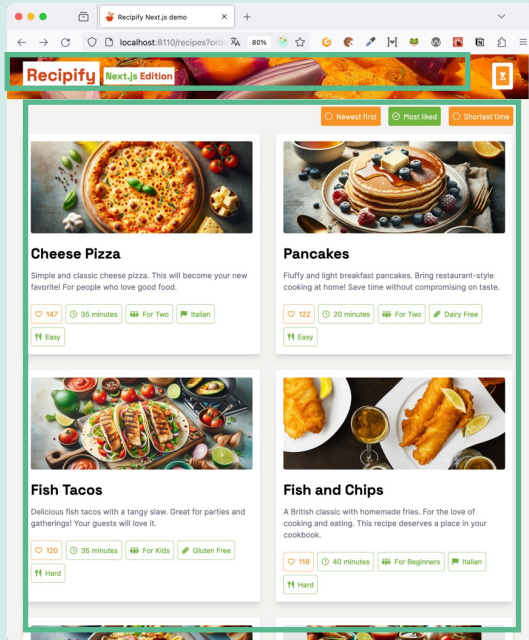 Recipify Next.js demo
localhost:8110/recipes?ord
80%
Recipify Next.js Edition
Newest first Most liked Shortest time
Cheese Pizza
Simple and classic cheese pizza. This will become your new
favorite! For people who love good food.
147 35 minutes For Two Italian
Easy
Pancakes
Fluffy and light breakfast pancakes. Bring restaurant-style
cooking at home! Save time without compromising on taste.
122 20 minutes For Two Dairy Free
Easy
Fish Tacos
Delicious fish tacos with a tangy slaw. Great for parties and
gatherings! Your guests will love it.
120 35 minutes For Kids Gluten Free
Hard
Fish and Chips
A British classic with homemade fries. For the love of
cooking and eating. This recipe deserves a place in your
cookbook.
118 40 minutes For Beginners Italian
Hard